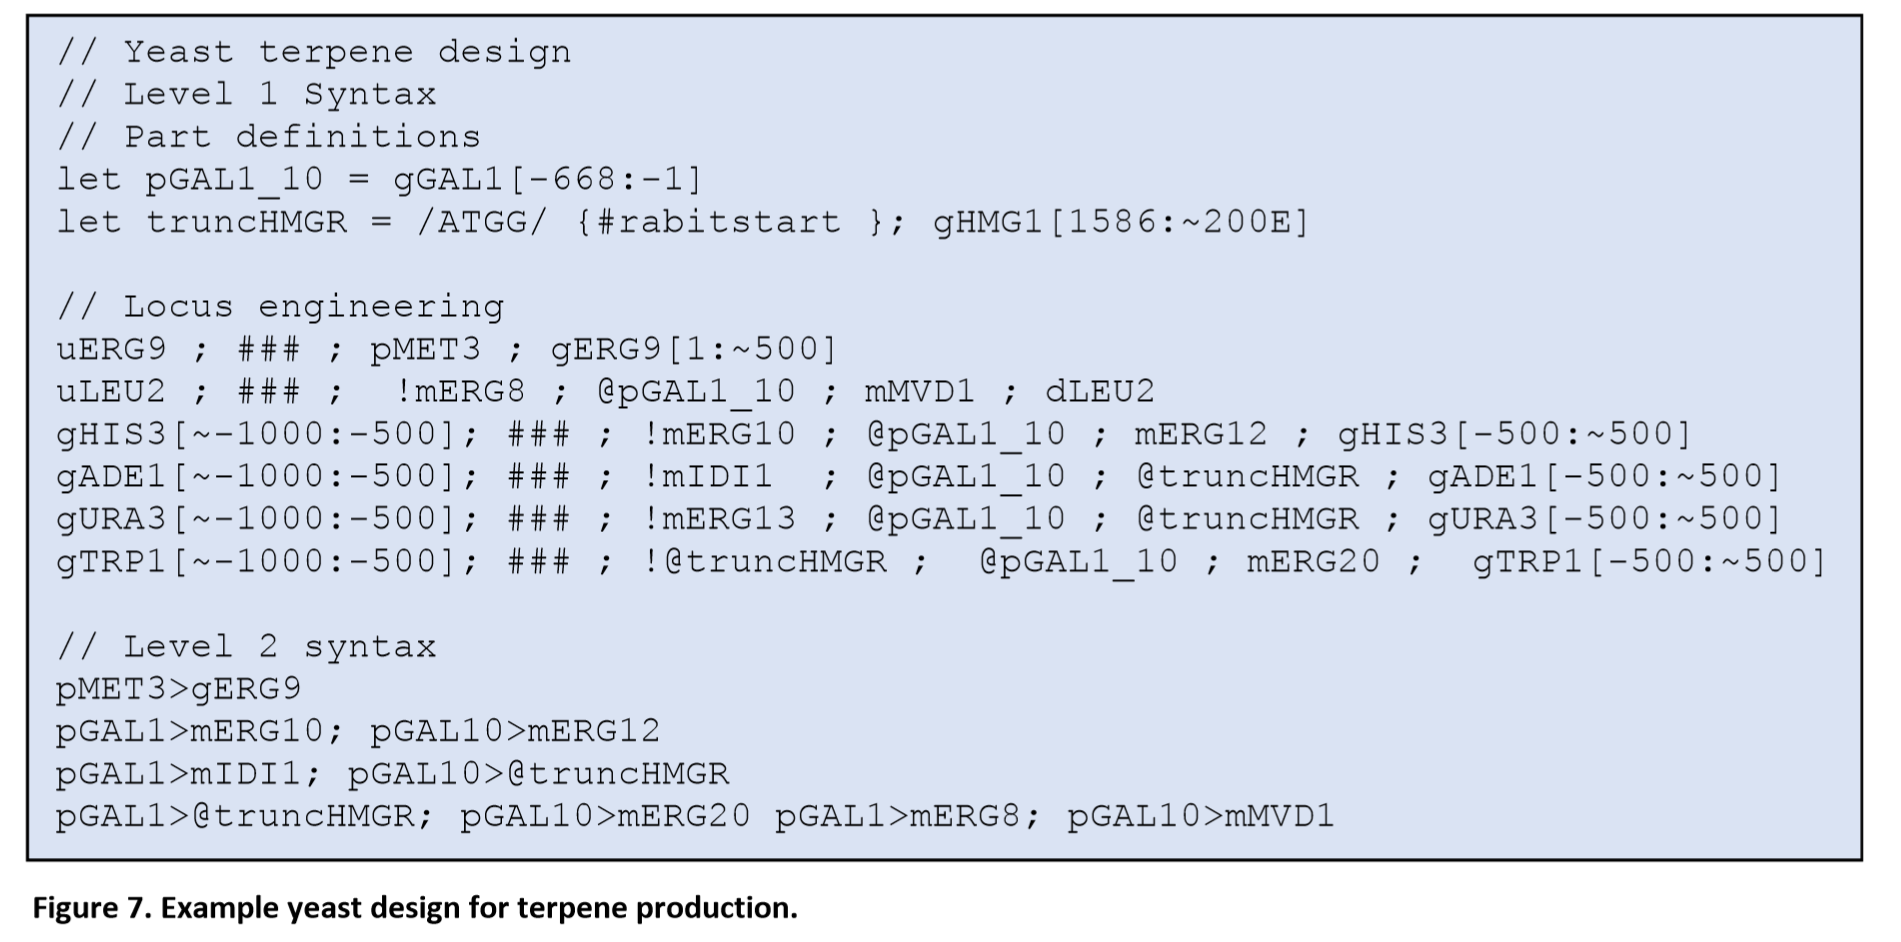 // Yeast terpene design
// Level 1 Syntax
// Part definitions
let pGAL1_10 = gGAL1[-668:-1]
let truncHMGR = /ATGG/ {#rabitstart }; gHMG1[1586:~200E]
// Locus engineering
uERG9 ; ### ; pMET3 ; gERG9[1:~500]
uLEU2 ; ### ;  !mERG8 ; @pGAL1_10 ; mMVD1 ; dLEU2
gHIS3[~-1000:-500]; ### ; !mERG10 ; @pGAL1_10 ; mERG12 ; gHIS3[-500:~500]
gADE1[~-1000:-500]; ### ; !mIDI1  ; @pGAL1_10 ; @truncHMGR ; gADE1[-500:~500]
gURA3[~-1000:-500]; ### ; !mERG13 ; @pGAL1_10 ; @truncHMGR ; gURA3[-500:~500]
gTRP1[~-1000:-500]; ### ; !@truncHMGR ;  @pGAL1_10 ; mERG20 ;  gTRP1[-500:~500]
// Level 2 syntax
pMET3>gERG9
pGAL1>mERG10; pGAL10>mERG12
pGAL1>mIDI1; pGAL10>@truncHMGR
pGAL1>@truncHMGR; pGAL10>mERG20 pGAL1>mERG8; pGAL10>mMVD1
Figure 7. Example yeast design for terpene production.